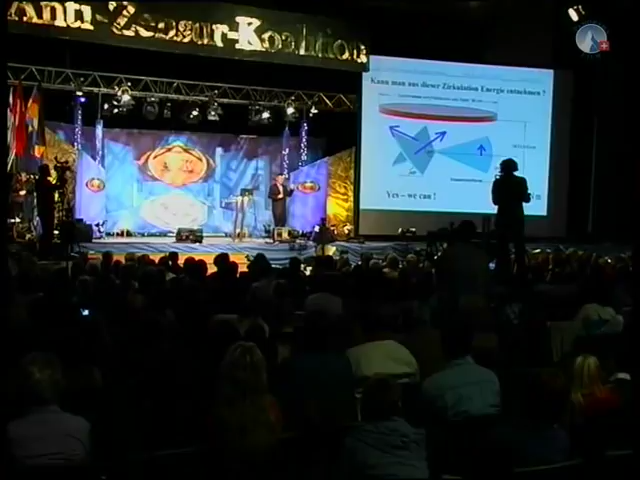 Anti-Zensur-Koalition
Kann man aus dieser Zirkulation Energie entnehmen ?
Yes – we can !